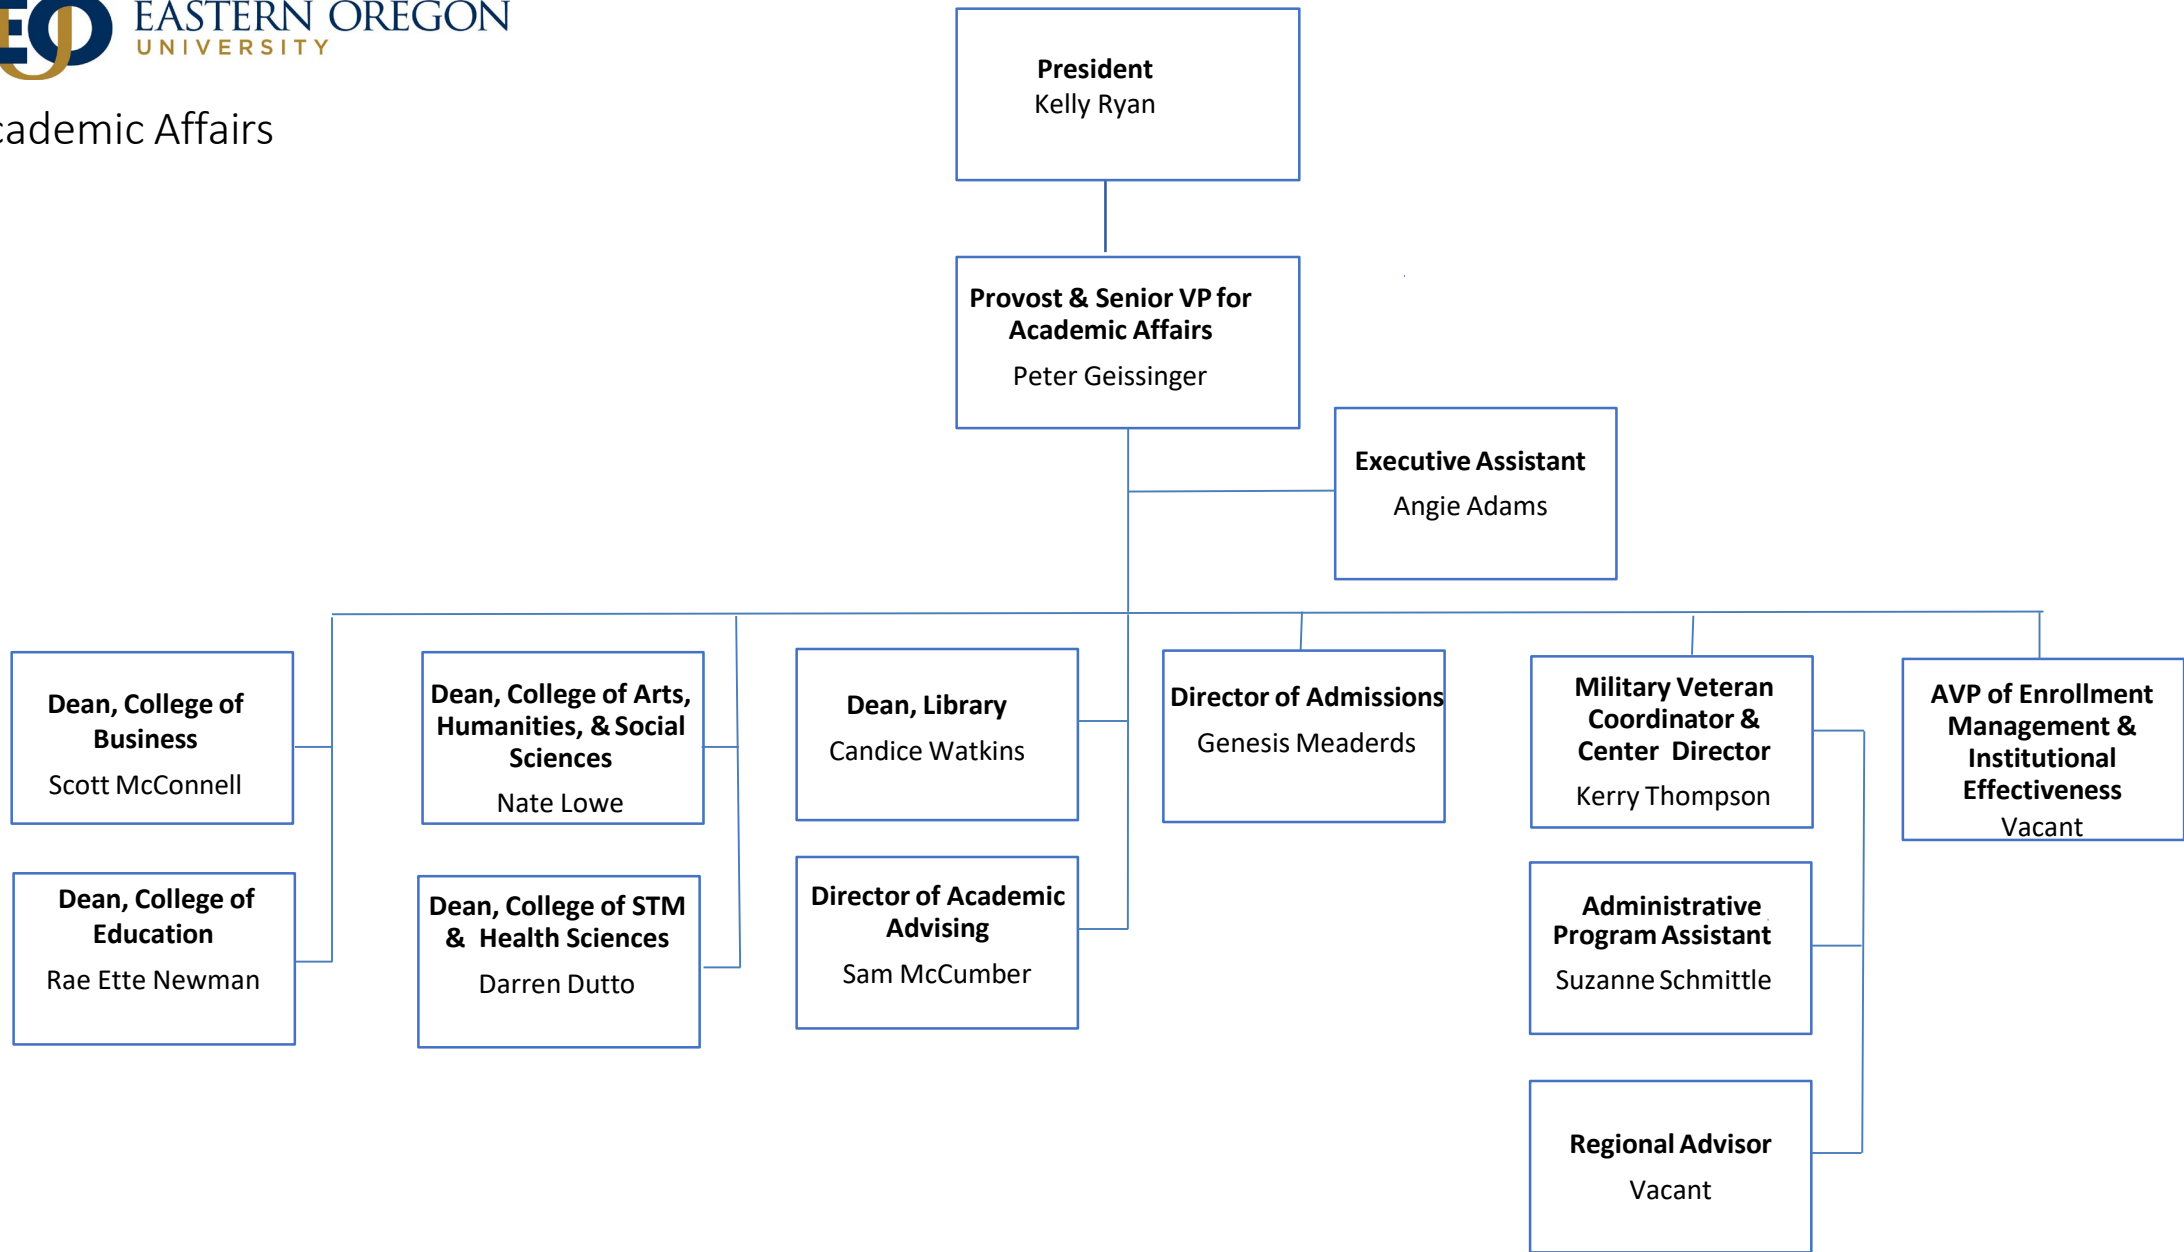 EOU
EASTERN OREGON
UNIVERSITY
cademic Affairs
President
Kelly Ryan
Provost & Senior VP for
Academic Affairs
Peter Geissinger
Executive Assistant
Angie Adams
Dean, College of
Business
Scott McConnell
Dean, College of Arts,
Humanities, & Social
Sciences
Nate Lowe
Dean, Library
Candice Watkins
Director of Admissions
Genesis Meaderds
Military Veteran
Coordinator &
Center Director
Kerry Thompson
AVP of Enrollment
Management &
Institutional
Effectiveness
Vacant
Dean, College of
Education
Rae Ette Newman
Dean, College of STM
& Health Sciences
Darren Dutto
Director of Academic
Advising
Sam McCumber
Administrative
Program Assistant
Suzanne Schmittle
Regional Advisor
Vacant